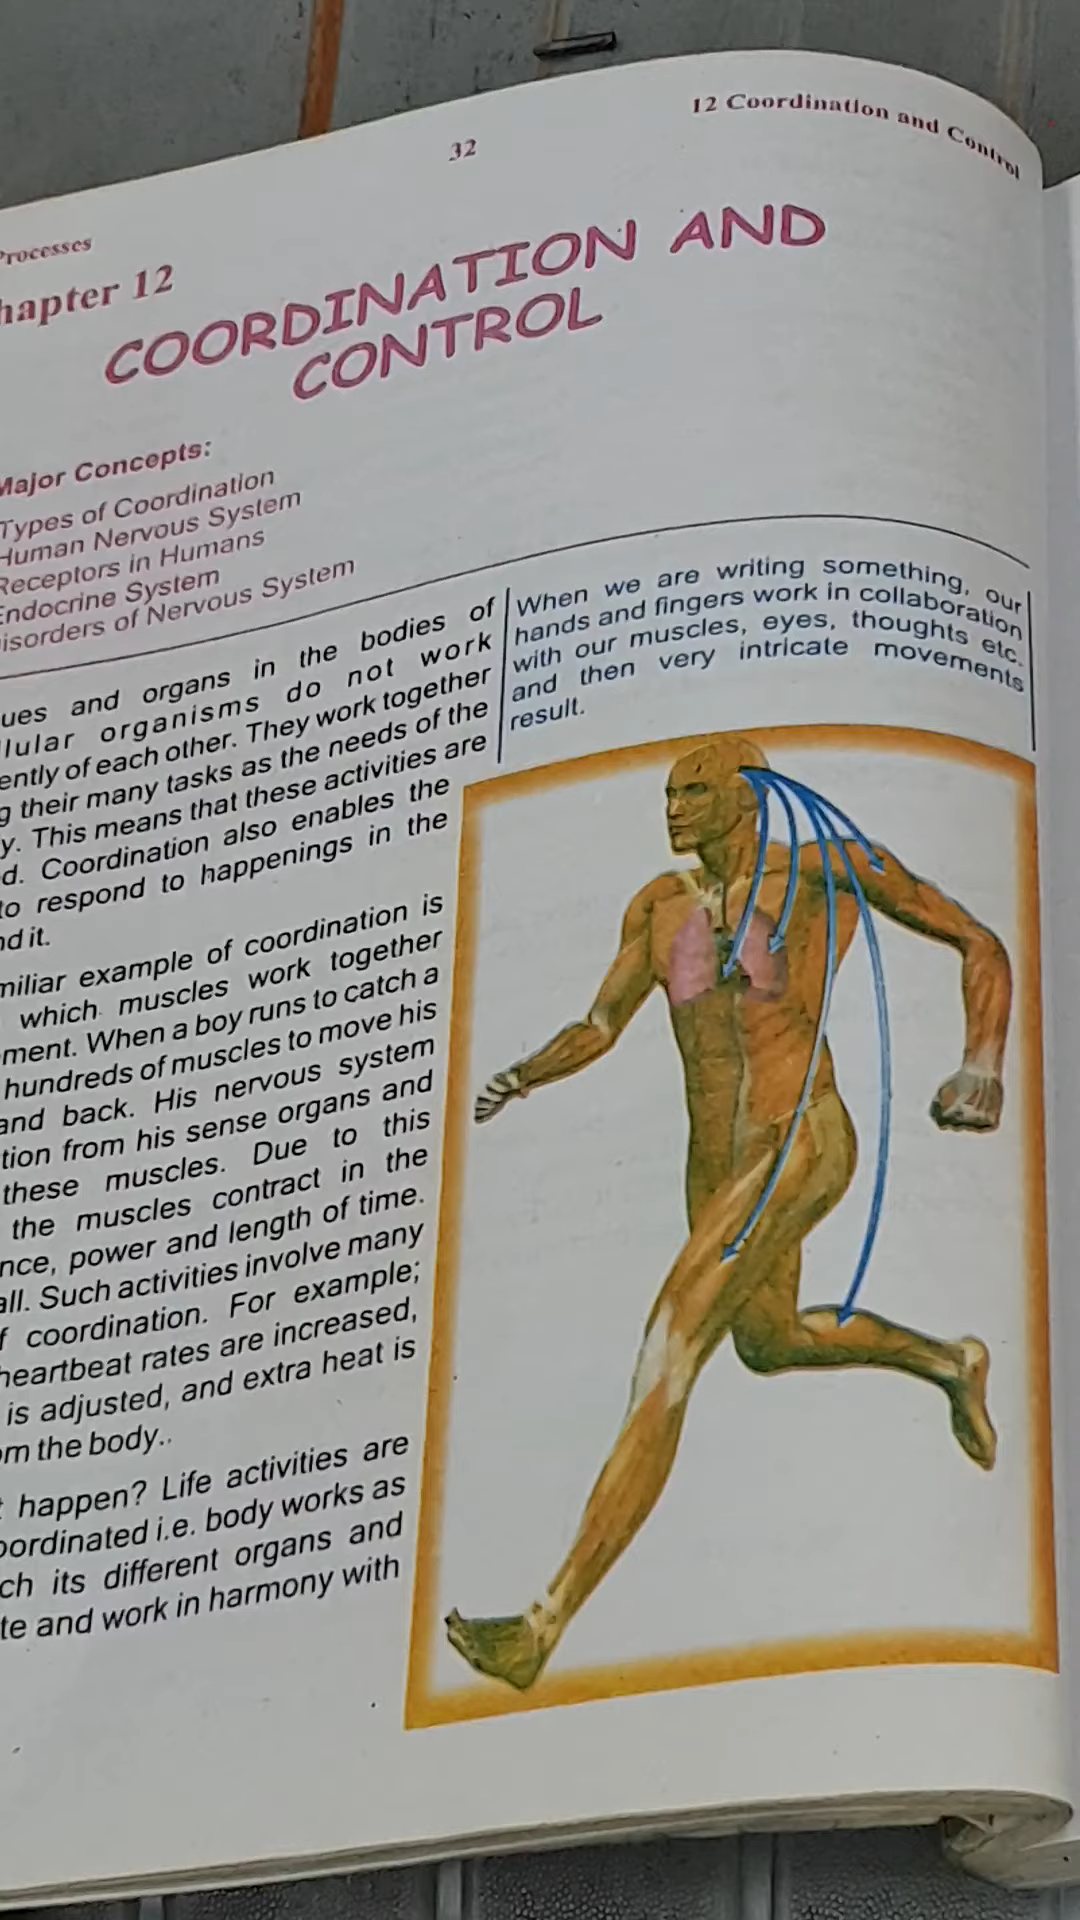 32
12 Coordination and Control
Processes
hapter 12
COORDINATION AND
CONTROL
Major Concepts:
Types of Coordination
Human Nervous System
Receptors in Humans
Endocrine System
isorders of Nervous System
ues and organs in the bodies of
llular organisms do not work
ently of each other. They work together
g their many tasks as the needs of the
y. This means that these activities are
d. Coordination also enables the
to respond to happenings in the
nd it.
miliar example of coordination is
which muscles work together
ment. When a boy runs to catch a
hundreds of muscles to move his
and back. His nervous system
tion from his sense organs and
these muscles. Due to this
the muscles contract in the
nce, power and length of time.
all. Such activities involve many
f coordination. For example;
heartbeat rates are increased,
is adjusted, and extra heat is
om the body..
t happen? Life activities are
oordinated i.e. body works as
ch its different organs and
te and work in harmony with
When we are writing something, our
hands and fingers work in collaboration
with our muscles, eyes, thoughts etc.
and then very intricate movements
result.